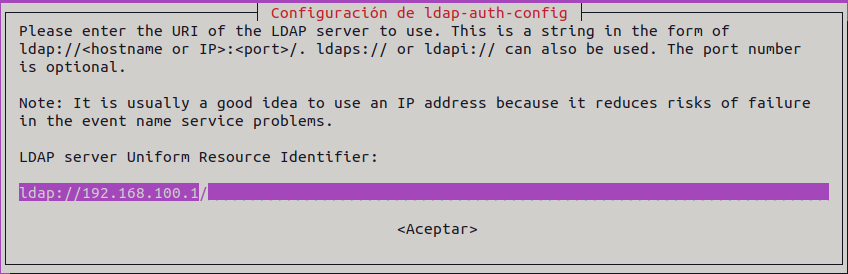 Configuración de ldap-auth-config
Please enter the URI of the LDAP server to use. This is a string in the form of
ldap://<hostname or IP>:<port>/. ldaps:// or ldapi:// can also be used. The port number
is optional.
Note: It is usually a good idea to use an IP address because it reduces risks of failure
in the event name service problems.
LDAP server Uniform Resource Identifier:
ldap://192.168.100.1/
<Aceptar>